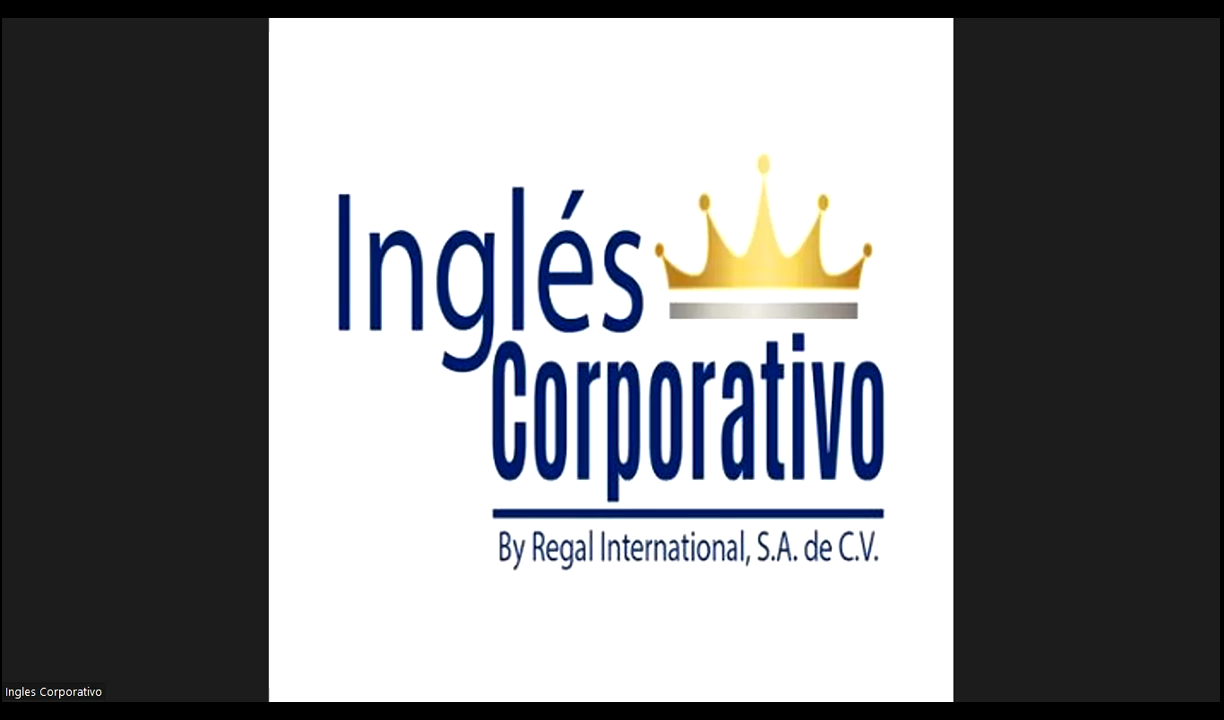 Inglés
Corporativo
By Regal International, S.A. de C.V.
Ingles Corporativo